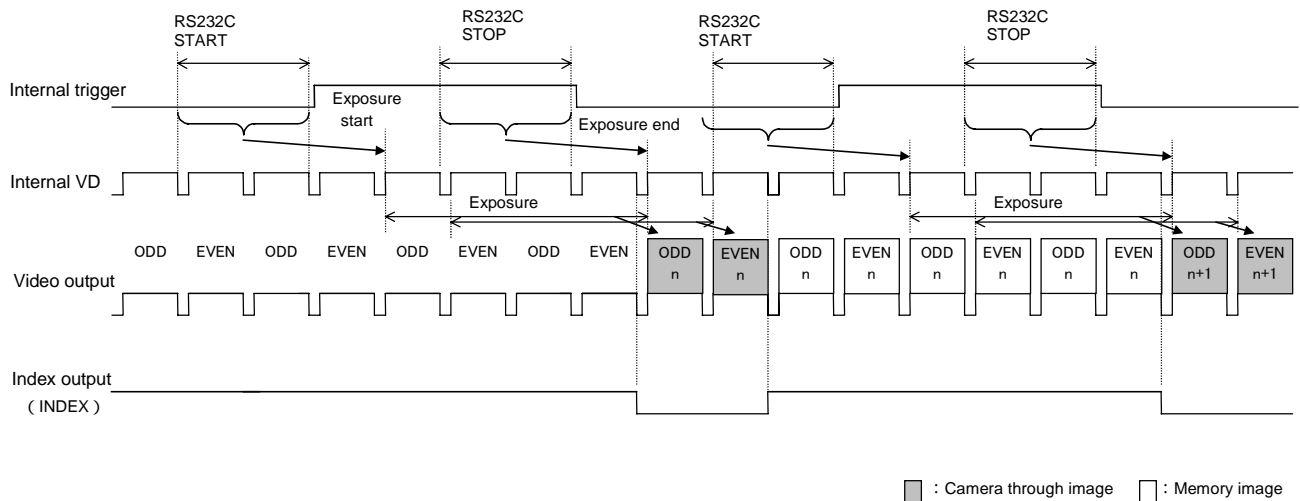 RS232C
START
RS232C
STOP
RS232C
START
RS232C
STOP
Internal trigger
Exposure
start
Exposure end
Internal VD
Exposure
Exposure
ODD EVEN ODD EVEN ODD EVEN ODD EVEN ODD EVEN ODD EVEN ODD EVEN ODD EVEN ODD EVEN
n n n n n n n n n+1 n+1
Video output
Index output
( INDEX )
: Camera through image : Memory image